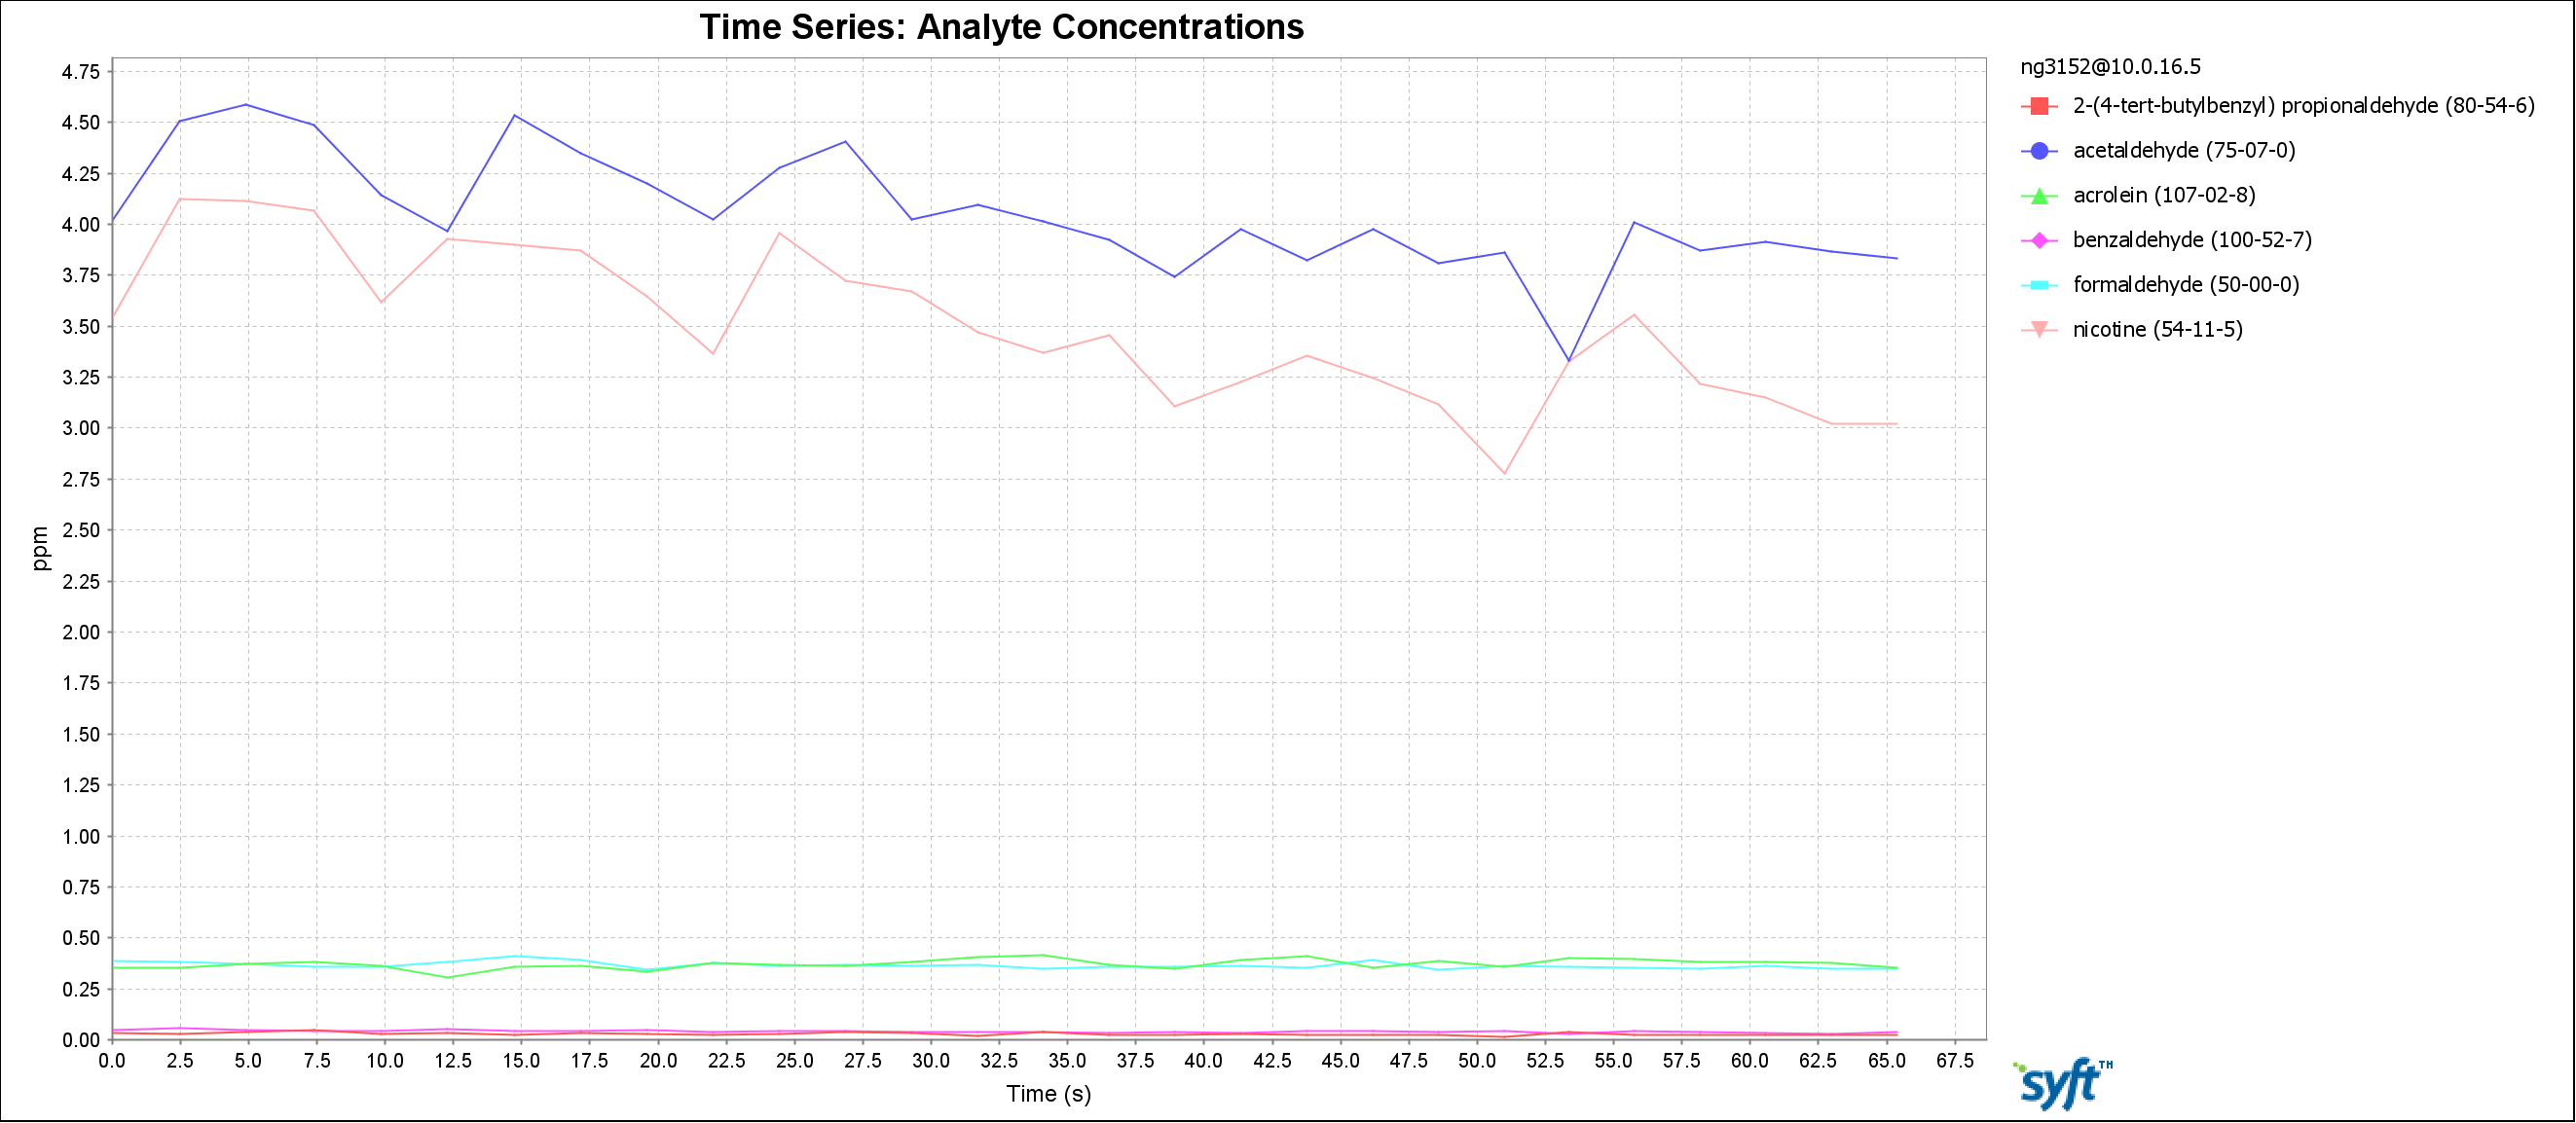 Time Series: Analyte Concentrations
ng3152@10.0.16.5
2-(4-tert-butylbenzyl) propionaldehyde (80-54-6)
acetaldehyde (75-07-0)
acrolein (107-02-8)
benzaldehyde (100-52-7)
formaldehyde (50-00-0)
nicotine (54-11-5)
4.75
4.50
4.25
4.00
3.75
3.50
3.25
3.00
2.75
2.50
2.25
2.00
1.75
1.50
1.25
1.00
0.75
0.50
0.25
0.00
ppm
0.0 2.5 5.0 7.5 10.0 12.5 15.0 17.5 20.0 22.5 25.0 27.5 30.0 32.5 35.0 37.5 40.0 42.5 45.0 47.5 50.0 52.5 55.0 57.5 60.0 62.5 65.0 67.5
Time (s)
syft™